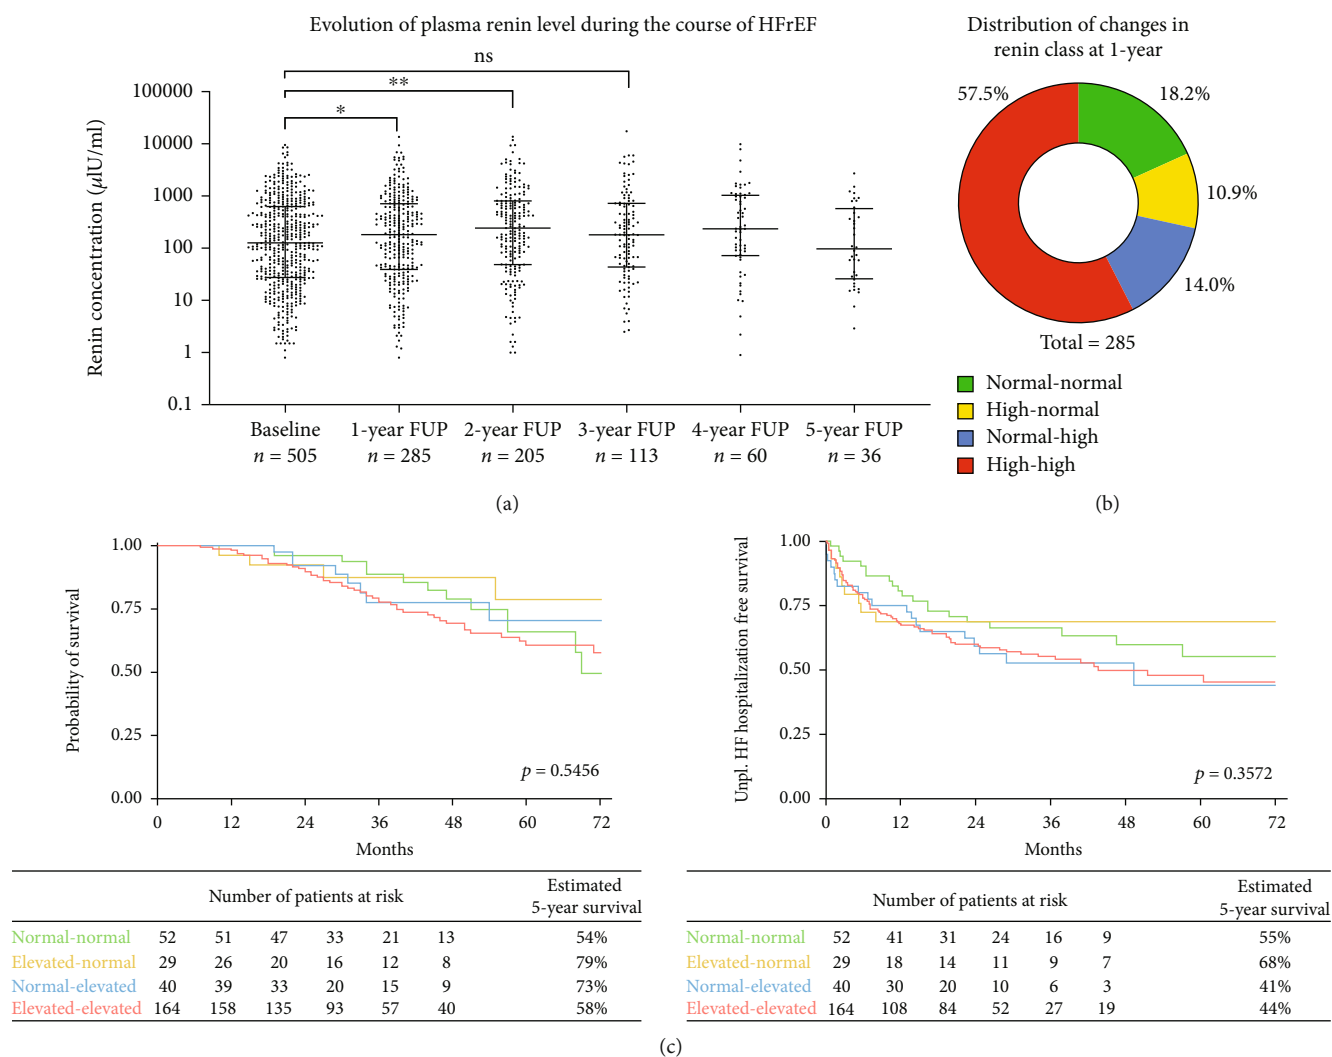 Evolution of plasma renin level during the course of HFrEF
ns
**
*
100000
10000
1000
100
10
1
0.1
Renin concentration (μIU/ml)
Baseline 1-year FUP 2-year FUP 3-year FUP 4-year FUP 5-year FUP
n = 505 n = 285 n = 205 n = 113 n = 60 n = 36
(a)
Distribution of changes in
renin class at 1-year
57.5% 18.2%
10.9%
14.0%
Total = 285
Normal-normal
High-normal
Normal-high
High-high
(b)
1.00
0.75
0.50
0.25
0.00
Probability of survival
p = 0.5456
0 12 24 36 48 60 72
Months
Number of patients at risk
Estimated
5-year survival
Normal-normal 52 51 47 33 21 13 54%
Elevated-normal 29 26 20 16 12 8 79%
Normal-elevated 40 39 33 20 15 9 73%
Elevated-elevated 164 158 135 93 57 40 58%
1.00
0.75
0.50
0.25
0.00
Unpl. HF hospitalization free survival
p = 0.3572
0 12 24 36 48 60 72
Months
Number of patients at risk
Estimated
5-year survival
Normal-normal 52 41 31 24 16 9 55%
Elevated-normal 29 18 14 11 9 7 68%
Normal-elevated 40 30 20 10 6 3 41%
Elevated-elevated 164 108 84 52 27 19 44%
(c)